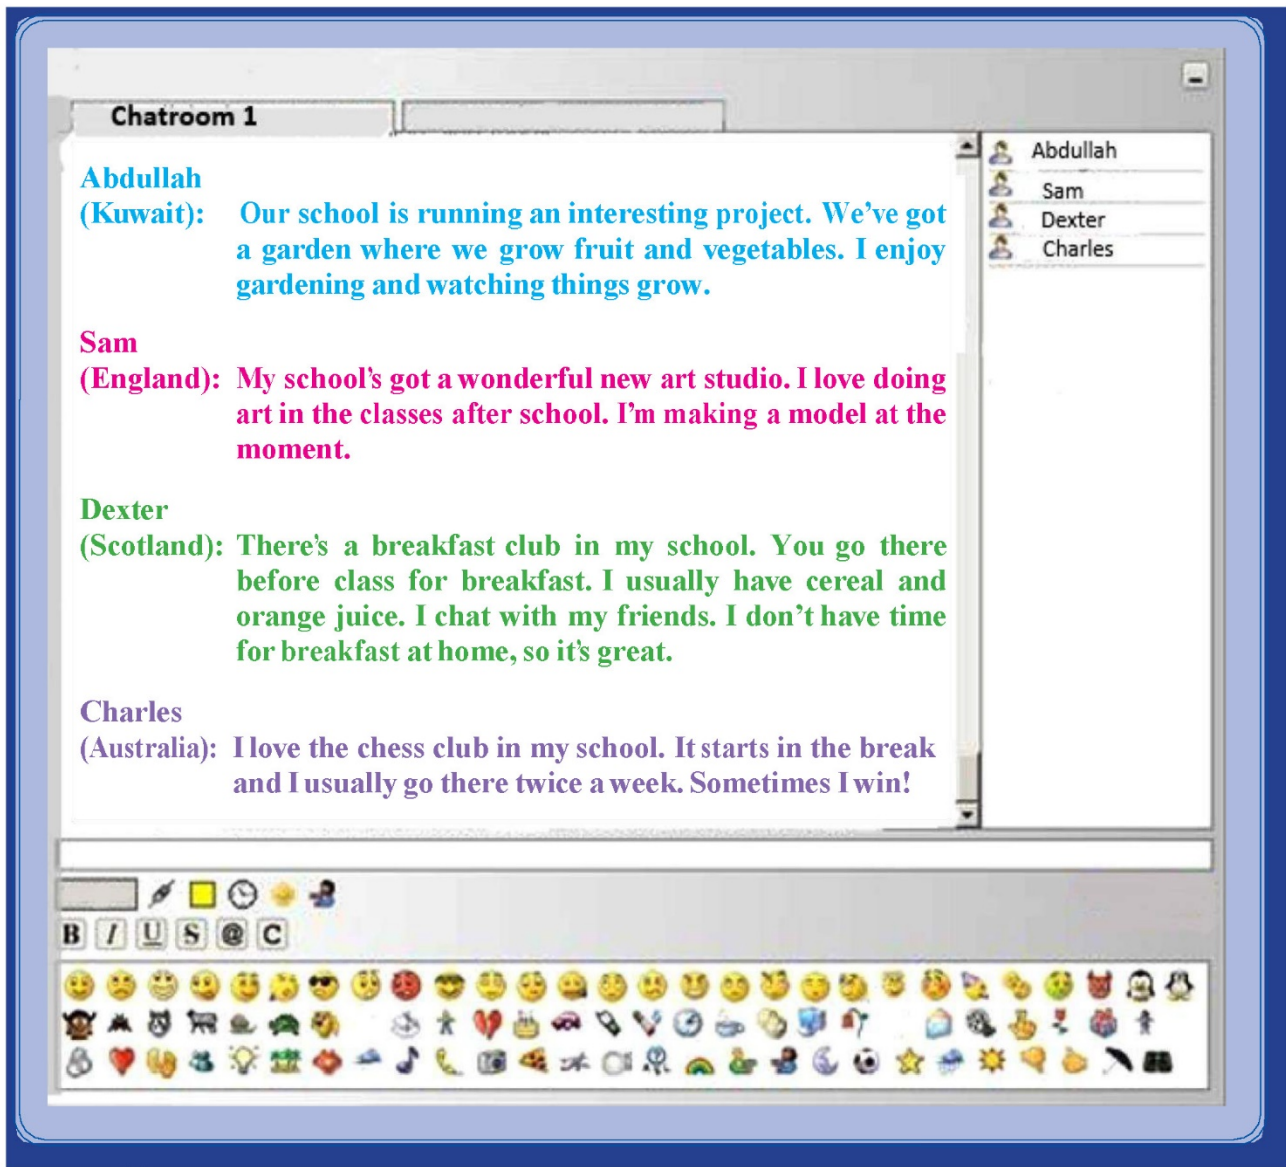 Chatroom 1
Abdullah
(Kuwait): Our school is running an interesting project. We've got
a garden where we grow fruit and vegetables. I enjoy
gardening and watching things grow.
Sam
(England): My school's got a wonderful new art studio. I love doing
art in the classes after school. I'm making a model at the
moment.
Dexter
(Scotland): There's a breakfast club in my school. You go there
before class for breakfast. I usually have cereal and
orange juice. I chat with my friends. I don't have time
for breakfast at home, so it's great.
Charles
(Australia): I love the chess club in my school. It starts in the break
and I usually go there twice a week. Sometimes I win!
Abdullah
Sam
Dexter
Charles
B I U S @ C